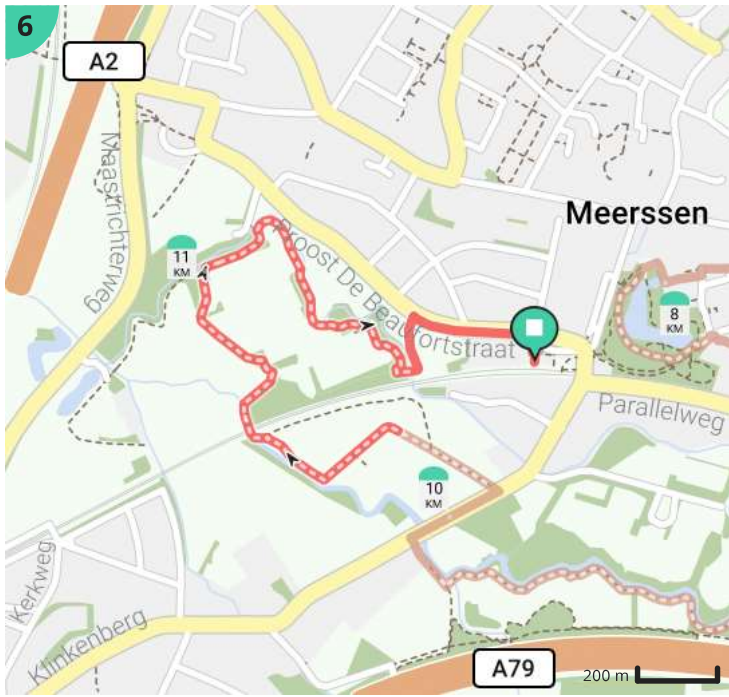 6
A2
Maastrichterweg
Meerssen
Proost De Beaufortstraat
11
KM
8
KM
Parallelweg
10
KM
Kerkweg
Klinkenberg
A79
200 m